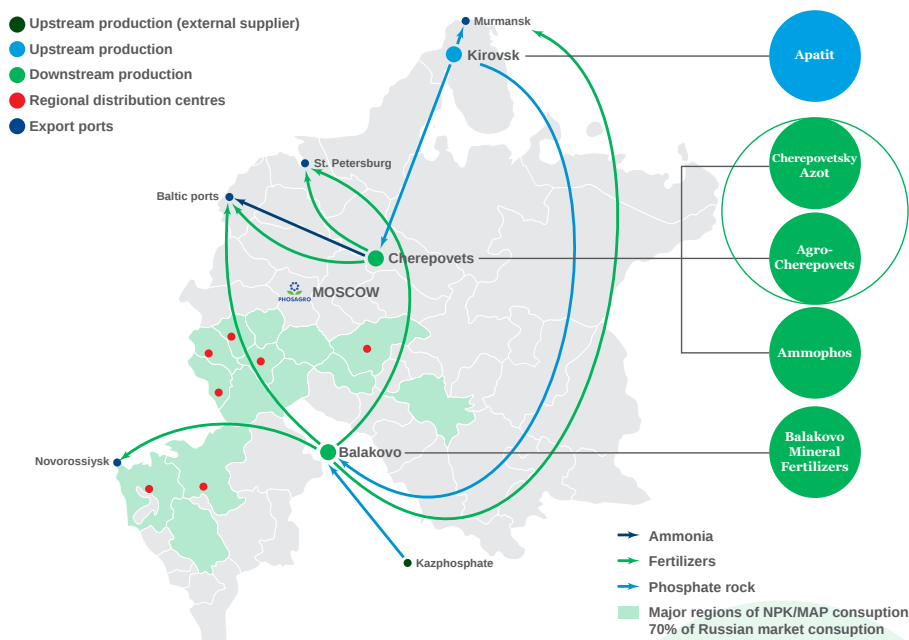 Upstream production (external supplier)
Upstream production
Downstream production
Regional distribution centres
Export ports
Murmansk
Kirovsk
Apatit
St. Petersburg
Cherepovetsky
Azot
Baltic ports
Cherepovets
Agro-
Cherepovets
PHOSAGRO
MOSCOW
Ammophos
Balakovo
Balakovo
Mineral
Fertilizers
Novorossiysk
Kazphosphate
Ammonia
Fertilizers
Phosphate rock
Major regions of NPK/MAP consuption
70% of Russian market consuption